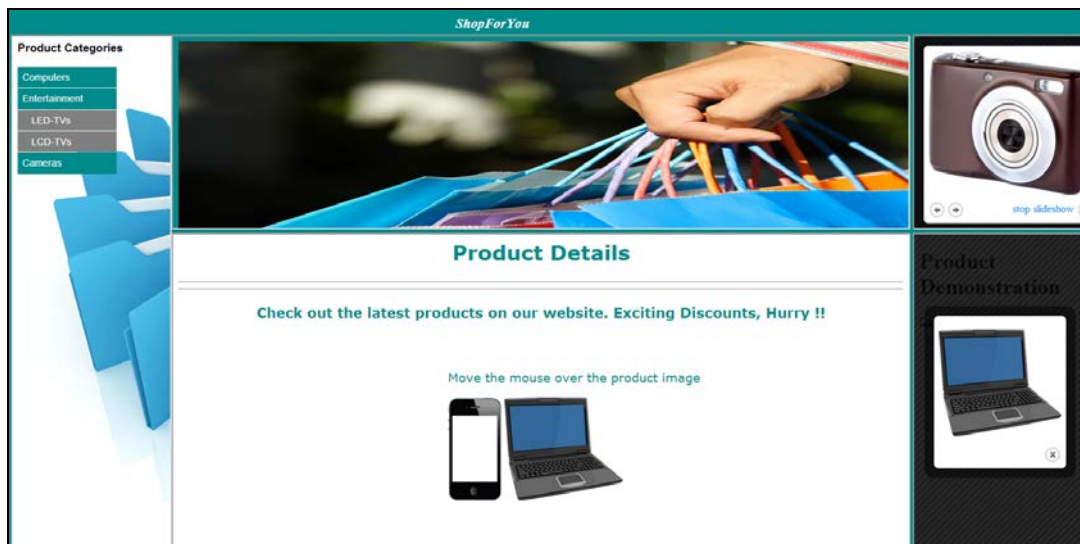 ShopForYou
Product Categories
Computers
Entertainment
LED-TVs
LCD-TVs
Cameras
stop slideshow |
Product Details
Check out the latest products on our website. Exciting Discounts, Hurry !!
Move the mouse over the product image
Product
Demonstration
X